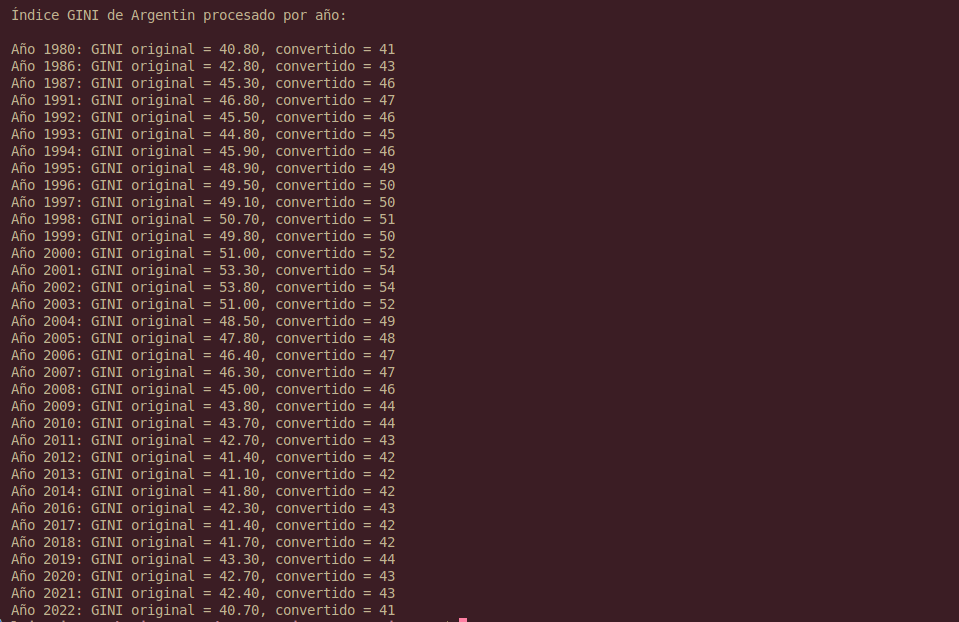 Índice GINI de Argentin procesado por año:
Año 1980: GINI original = 40.80, convertido = 41
Año 1986: GINI original = 42.80, convertido = 43
Año 1987: GINI original = 45.30, convertido = 46
Año 1991: GINI original = 46.80, convertido = 47
Año 1992: GINI original = 45.50, convertido = 46
Año 1993: GINI original = 44.80, convertido = 45
Año 1994: GINI original = 45.90, convertido = 46
Año 1995: GINI original = 48.90, convertido = 49
Año 1996: GINI original = 49.50, convertido = 50
Año 1997: GINI original = 49.10, convertido = 50
Año 1998: GINI original = 50.70, convertido = 51
Año 1999: GINI original = 49.80, convertido = 50
Año 2000: GINI original = 51.00, convertido = 52
Año 2001: GINI original = 53.30, convertido = 54
Año 2002: GINI original = 53.80, convertido = 54
Año 2003: GINI original = 51.00, convertido = 52
Año 2004: GINI original = 48.50, convertido = 49
Año 2005: GINI original = 47.80, convertido = 48
Año 2006: GINI original = 46.40, convertido = 47
Año 2007: GINI original = 46.30, convertido = 47
Año 2008: GINI original = 45.00, convertido = 46
Año 2009: GINI original = 43.80, convertido = 44
Año 2010: GINI original = 43.70, convertido = 44
Año 2011: GINI original = 42.70, convertido = 43
Año 2012: GINI original = 41.40, convertido = 42
Año 2013: GINI original = 41.10, convertido = 42
Año 2014: GINI original = 41.80, convertido = 42
Año 2016: GINI original = 42.30, convertido = 43
Año 2017: GINI original = 41.40, convertido = 42
Año 2018: GINI original = 41.70, convertido = 42
Año 2019: GINI original = 43.30, convertido = 44
Año 2020: GINI original = 42.70, convertido = 43
Año 2021: GINI original = 42.40, convertido = 43
Año 2022: GINI original = 40.70, convertido = 41